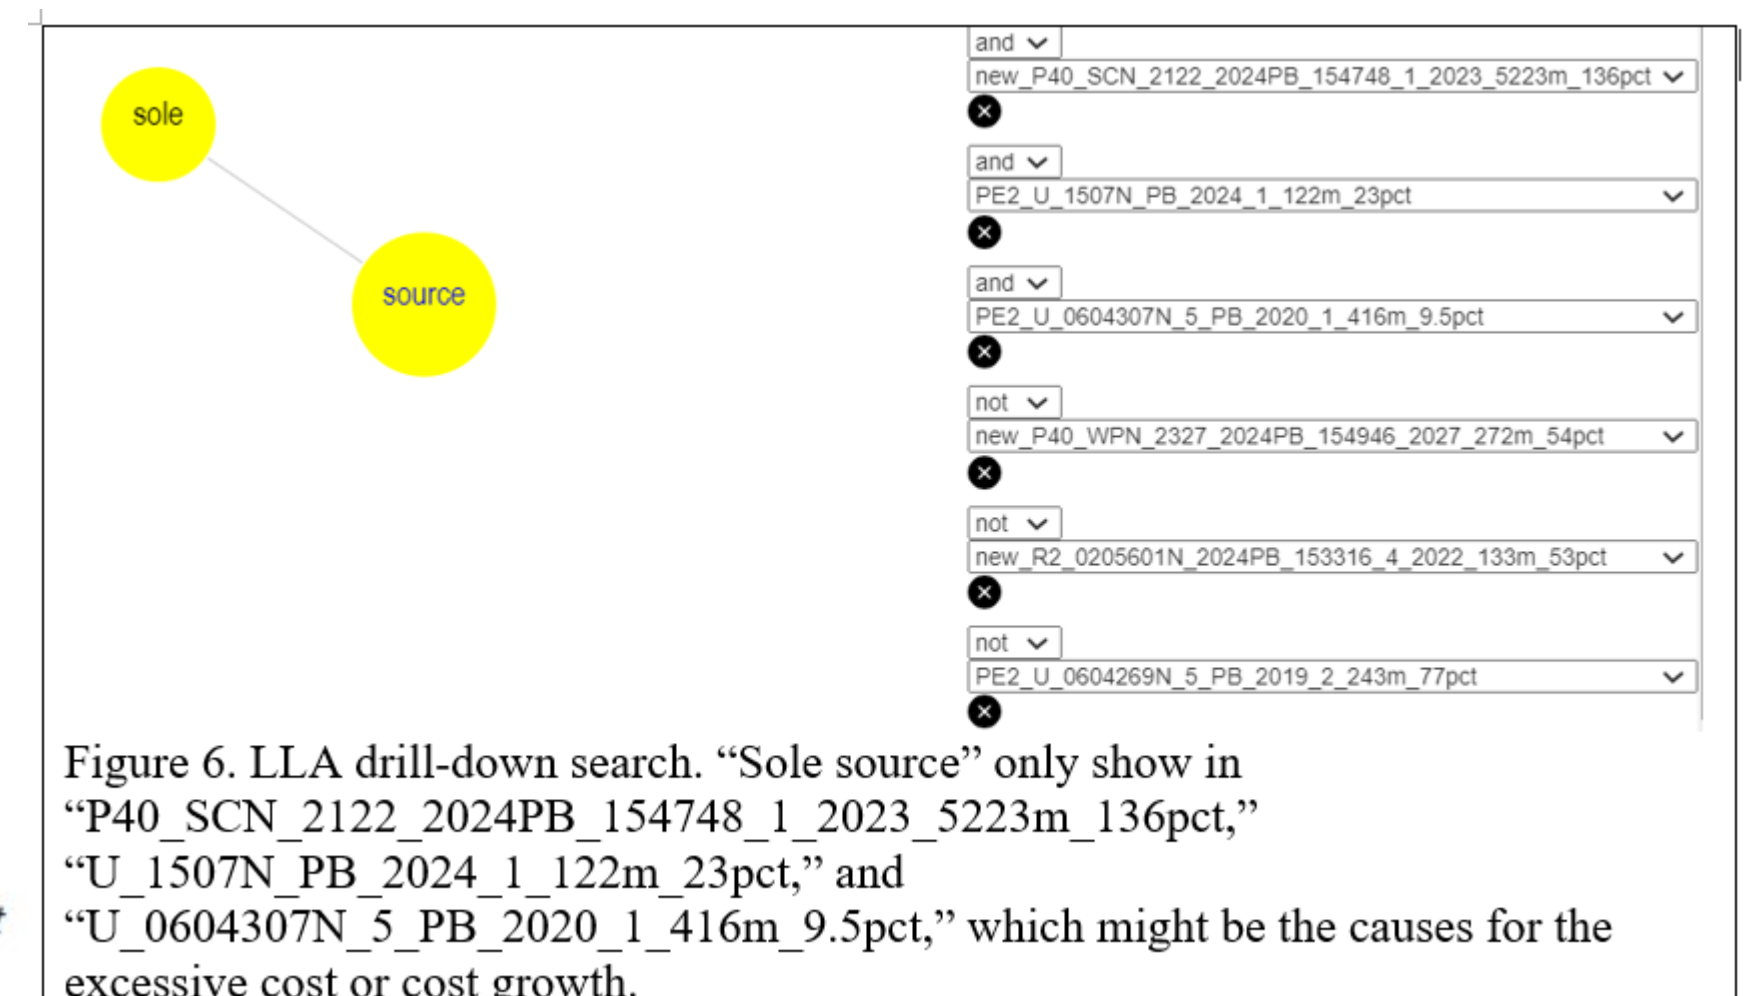 sole
source
and
new_P40_SCN_2122_2024PB_154748_1_2023_5223m_136pct
and
PE2_U_1507N_PB_2024_1_122m_23pct
and
PE2_U_0604307N_5_PB_2020_1_416m_9.5pct
not
new_P40_WPN_2327_2024PB_154946_2027_272m_54pct
not
new_R2_0205601N_2024PB_153316_4_2022_133m_53pct
not
PE2_U_0604269N_5_PB_2019_2_243m_77pct
Figure 6. LLA drill-down search. “Sole source” only show in
“P40_SCN_2122_2024PB_154748_1_2023_5223m_136pct,”
“U_1507N_PB_2024_1_122m_23pct,” and
“U_0604307N_5_PB_2020_1_416m_9.5pct,” which might be the causes for the
excessive cost or cost growth.